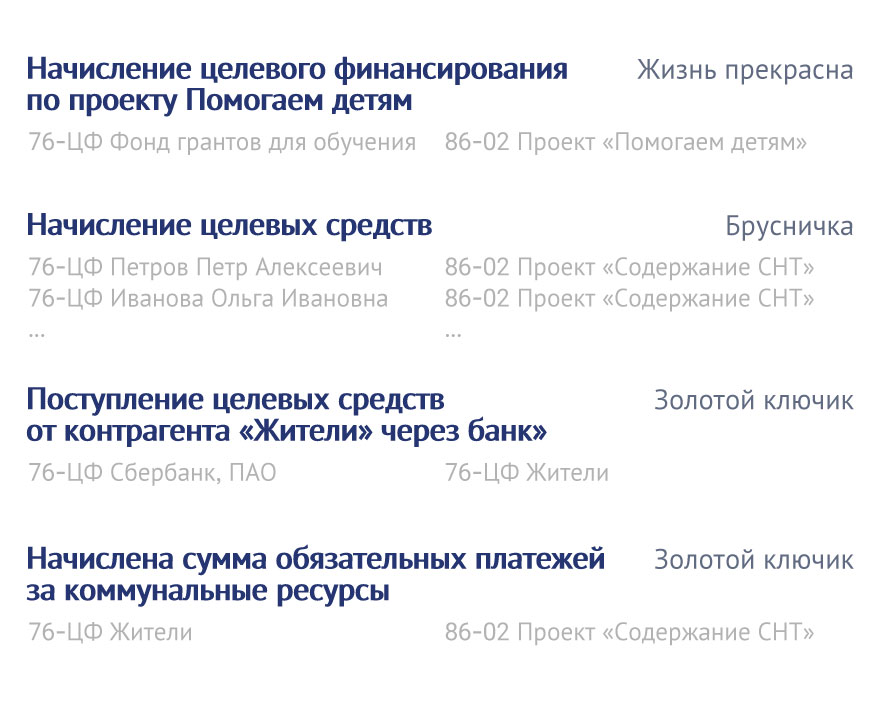 Начисление целевого финансирования Жизнь прекрасна
по проекту Помогаем детям
76-ЦФ Фонд грантов для обучения 86-02 Проект «Помогаем детям»
Начисление целевых средств Брусничка
76-ЦФ Петров Петр Алексеевич 86-02 Проект «Содержание СНТ»
76-ЦФ Иванова Ольга Ивановна 86-02 Проект «Содержание СНТ»
... ...
Поступление целевых средств Золотой ключик
от контрагента «Жители» через банк»
76-ЦФ Сбербанк, ПАО 76-ЦФ Жители
Начислена сумма обязательных платежей Золотой ключик
за коммунальные ресурсы
76-ЦФ Жители 86-02 Проект «Содержание СНТ»